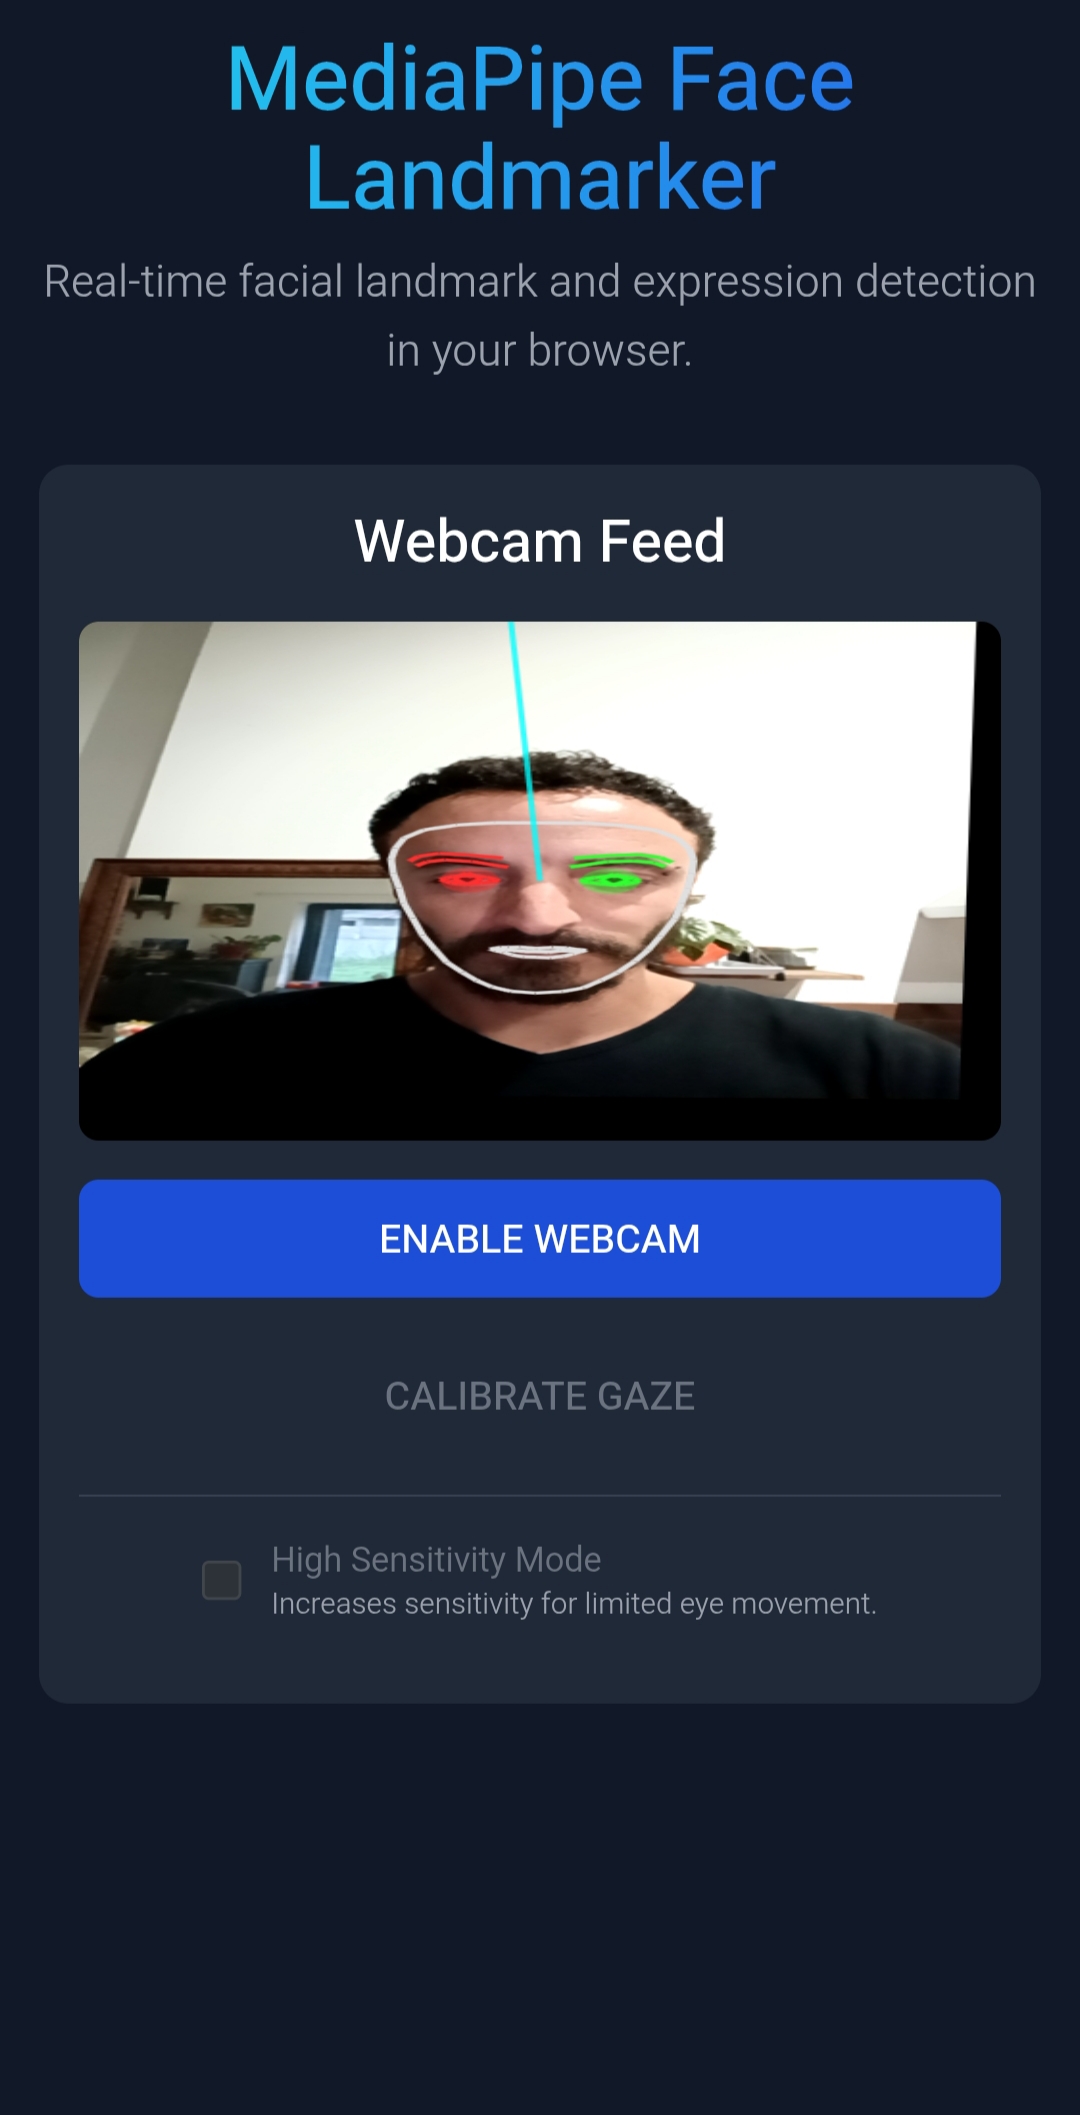 MediaPipe Face
Landmarker
Real-time facial landmark and expression detection
in your browser.
Webcam Feed
ENABLE WEBCAM
CALIBRATE GAZE
High Sensitivity Mode
Increases sensitivity for limited eye movement.